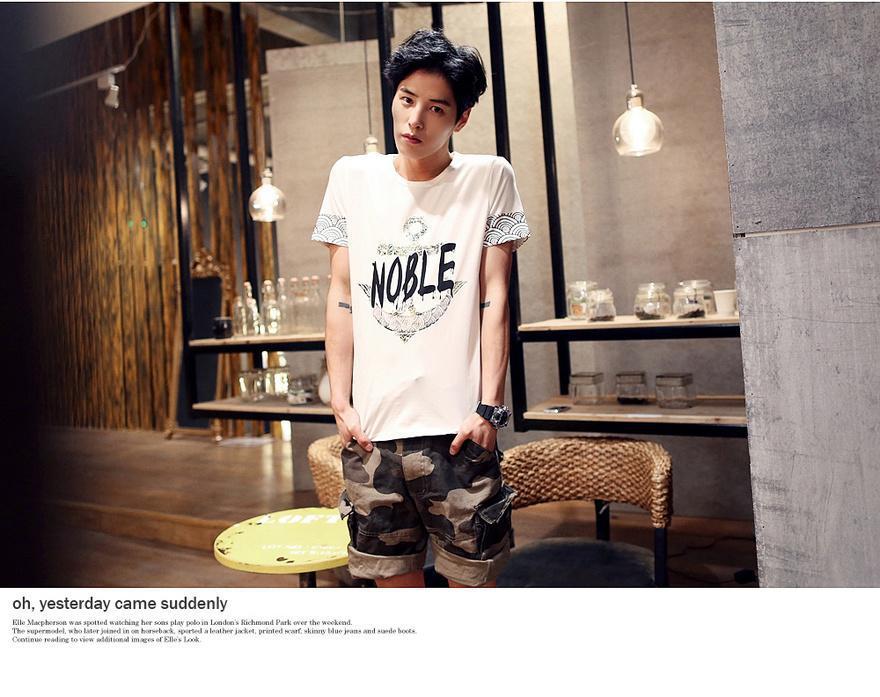 NOBLE
LOFT
oh, yesterday came suddenly
Elle Macpherson was spotted watching her sons play polo in London's Richmond Park over the weekend.
The supermodel, who later joined in on horseback, sported a leather jacket, printed scarf, skinny blue jeans and suede boots.
Continue reading to view additional images of Elle's Look.